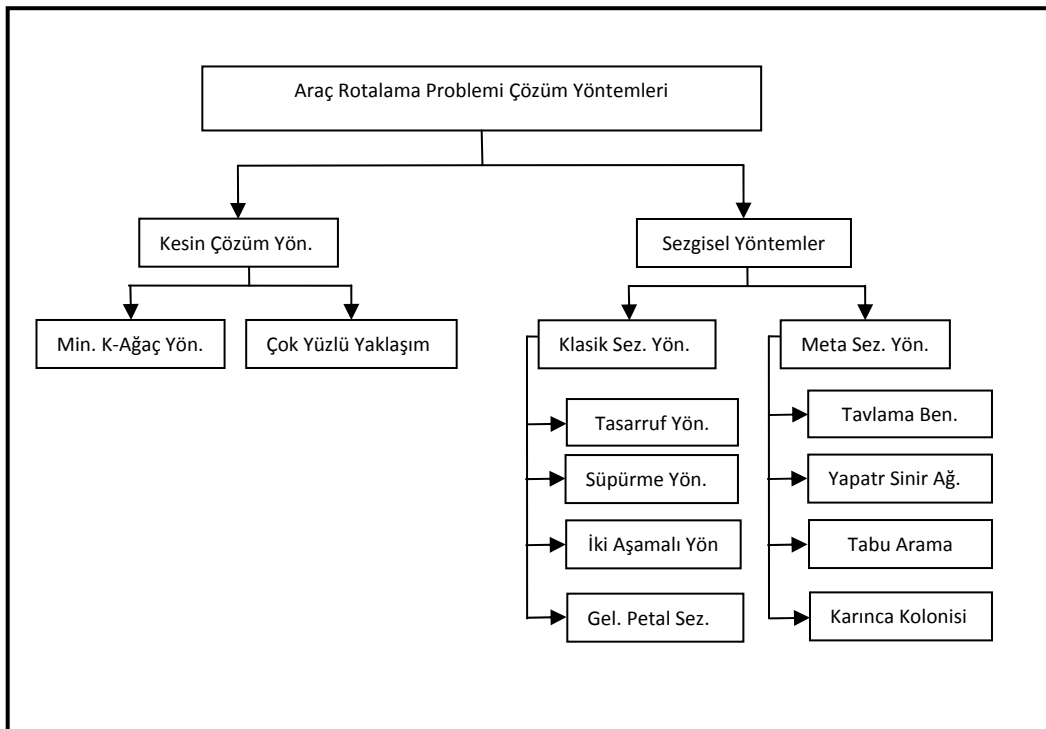 Araç Rotalama Problemi Çözüm Yöntemleri
Kesin Çözüm Yön.
Sezgisel Yöntemler
Min. K-Ağaç Yön.
Çok Yüzlü Yaklaşım
Klasik Sez. Yön.
Meta Sez. Yön.
Tasarruf Yön.
Süpürme Yön.
İki Aşamalı Yön
Gel. Petal Sez.
Tavlama Ben.
Yapatr Sinir Ağ.
Tabu Arama
Karınca Kolonisi